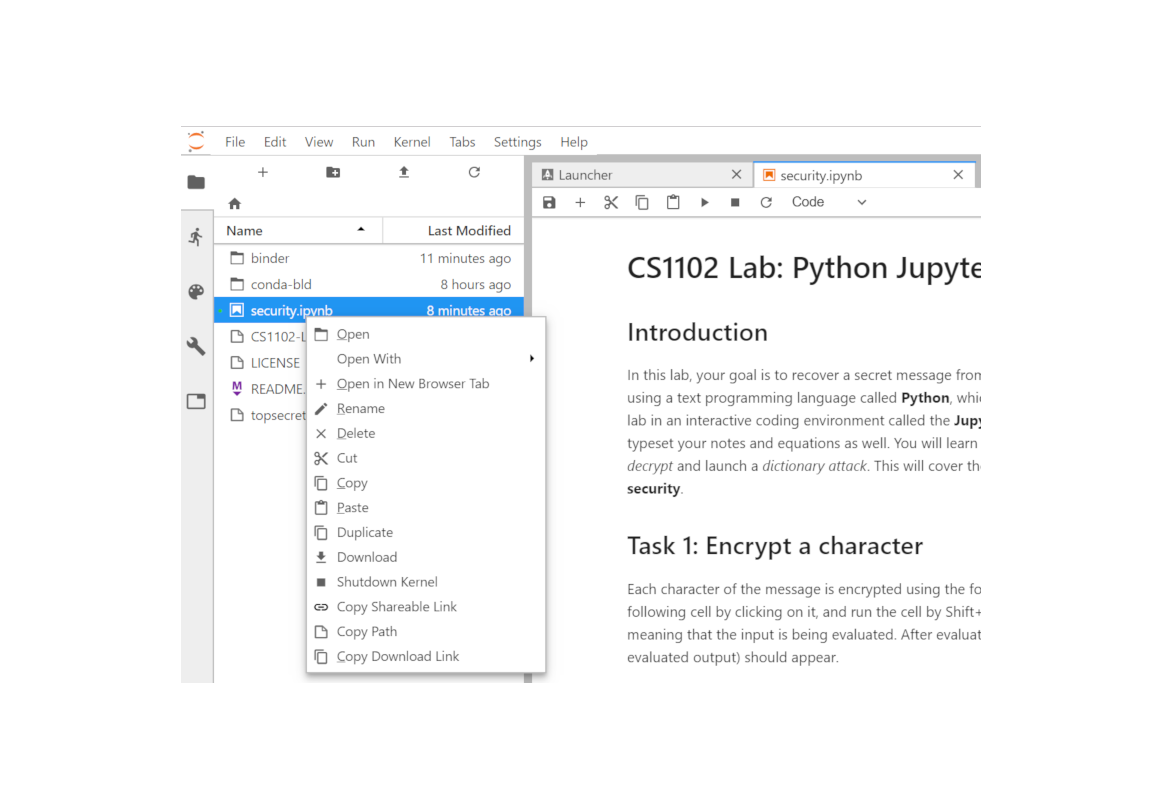 File Edit View Run Kernel Tabs Settings Help
Launcher
security.ipynb
Code
Name Last Modified
binder 11 minutes ago
conda-bld 8 hours ago
security.ipynb 8 minutes ago
CS1102-L
LICENSE
README.
topsecret
Open
Open With
Open in New Browser Tab
Rename
Delete
Cut
Copy
Paste
Duplicate
Download
Shutdown Kernel
Copy Shareable Link
Copy Path
Copy Download Link
CS1102 Lab: Python Jupyte
Introduction
In this lab, your goal is to recover a secret message from
using a text programming language called Python, whic
lab in an interactive coding environment called the Jupy
typeset your notes and equations as well. You will learn
decrypt and launch a dictionary attack. This will cover the
security.
Task 1: Encrypt a character
Each character of the message is encrypted using the fo
following cell by clicking on it, and run the cell by Shift+
meaning that the input is being evaluated. After evaluat
evaluated output) should appear.